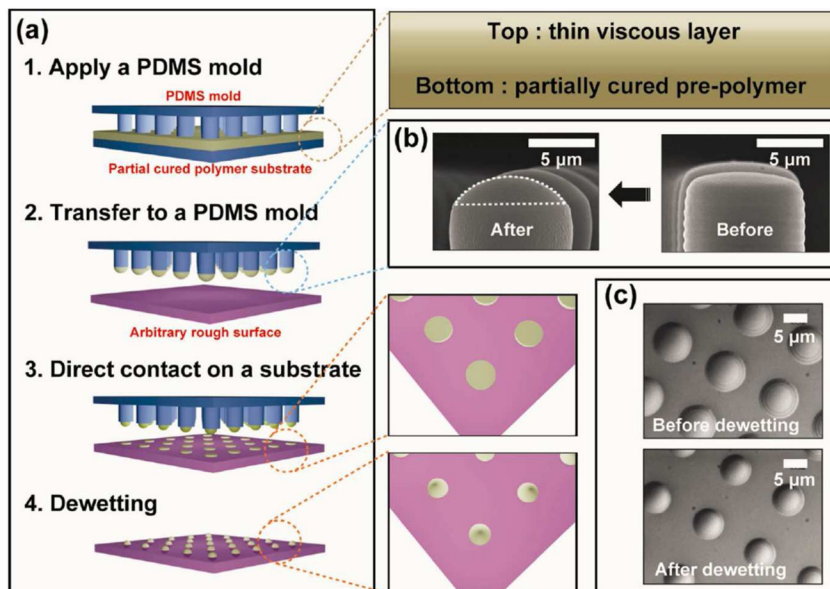 (a)
1. Apply a PDMS mold
PDMS mold
Partial cured polymer substrate
2. Transfer to a PDMS mold
Arbitrary rough surface
3. Direct contact on a substrate
4. Dewetting
Top : thin viscous layer
Bottom : partially cured pre-polymer
(b)
5 µm
After
5 µm
Before
(c)
5 µm
Before dewetting
5 µm
After dewetting